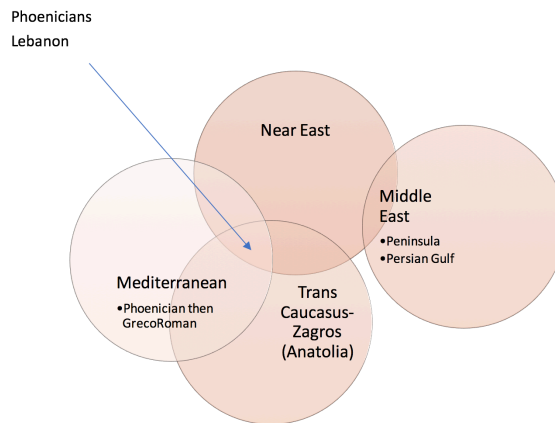 Phoenicians
Lebanon
Near East
Middle
East
•Peninsula
•Persian Gulf
Mediterranean
•Phoenician then
GrecoRoman
Trans
Caucasus-
Zagros
(Anatolia)